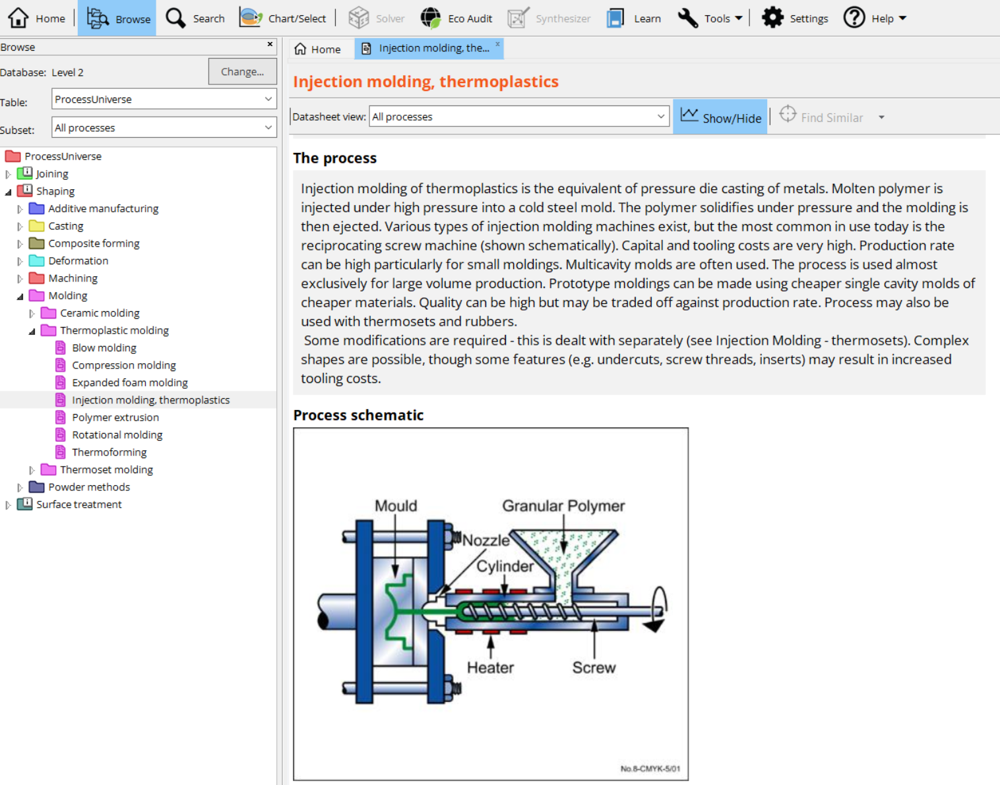 Home Browse Search Chart/Select Solver Eco Audit Synthesizer Learn Tools Settings Help
Browse ×
Database: Level 2 Change...
Table: ProcessUniverse
Subset: All processes
ProcessUniverse
Joining
Shaping
Additive manufacturing
Casting
Composite forming
Deformation
Machining
Molding
Ceramic molding
Thermoplastic molding
Blow molding
Compression molding
Expanded foam molding
Injection molding, thermoplastics
Polymer extrusion
Rotational molding
Thermoforming
Thermoset molding
Powder methods
Surface treatment
Home Injection molding, the... ×
Injection molding, thermoplastics
Datasheet view: All processes Show/Hide Find Similar
The process
Injection molding of thermoplastics is the equivalent of pressure die casting of metals. Molten polymer is
injected under high pressure into a cold steel mold. The polymer solidifies under pressure and the molding is
then ejected. Various types of injection molding machines exist, but the most common in use today is the
reciprocating screw machine (shown schematically). Capital and tooling costs are very high. Production rate
can be high particularly for small moldings. Multicavity molds are often used. The process is used almost
exclusively for large volume production. Prototype moldings can be made using cheaper single cavity molds of
cheaper materials. Quality can be high but may be traded off against production rate. Process may also be
used with thermosets and rubbers.
Some modifications are required - this is dealt with separately (see Injection Molding - thermosets). Complex
shapes are possible, though some features (e.g. undercuts, screw threads, inserts) may result in increased
tooling costs.
Process schematic
Mould Granular Polymer
Nozzle
Cylinder
Heater Screw
No.8-CMYK-5/01